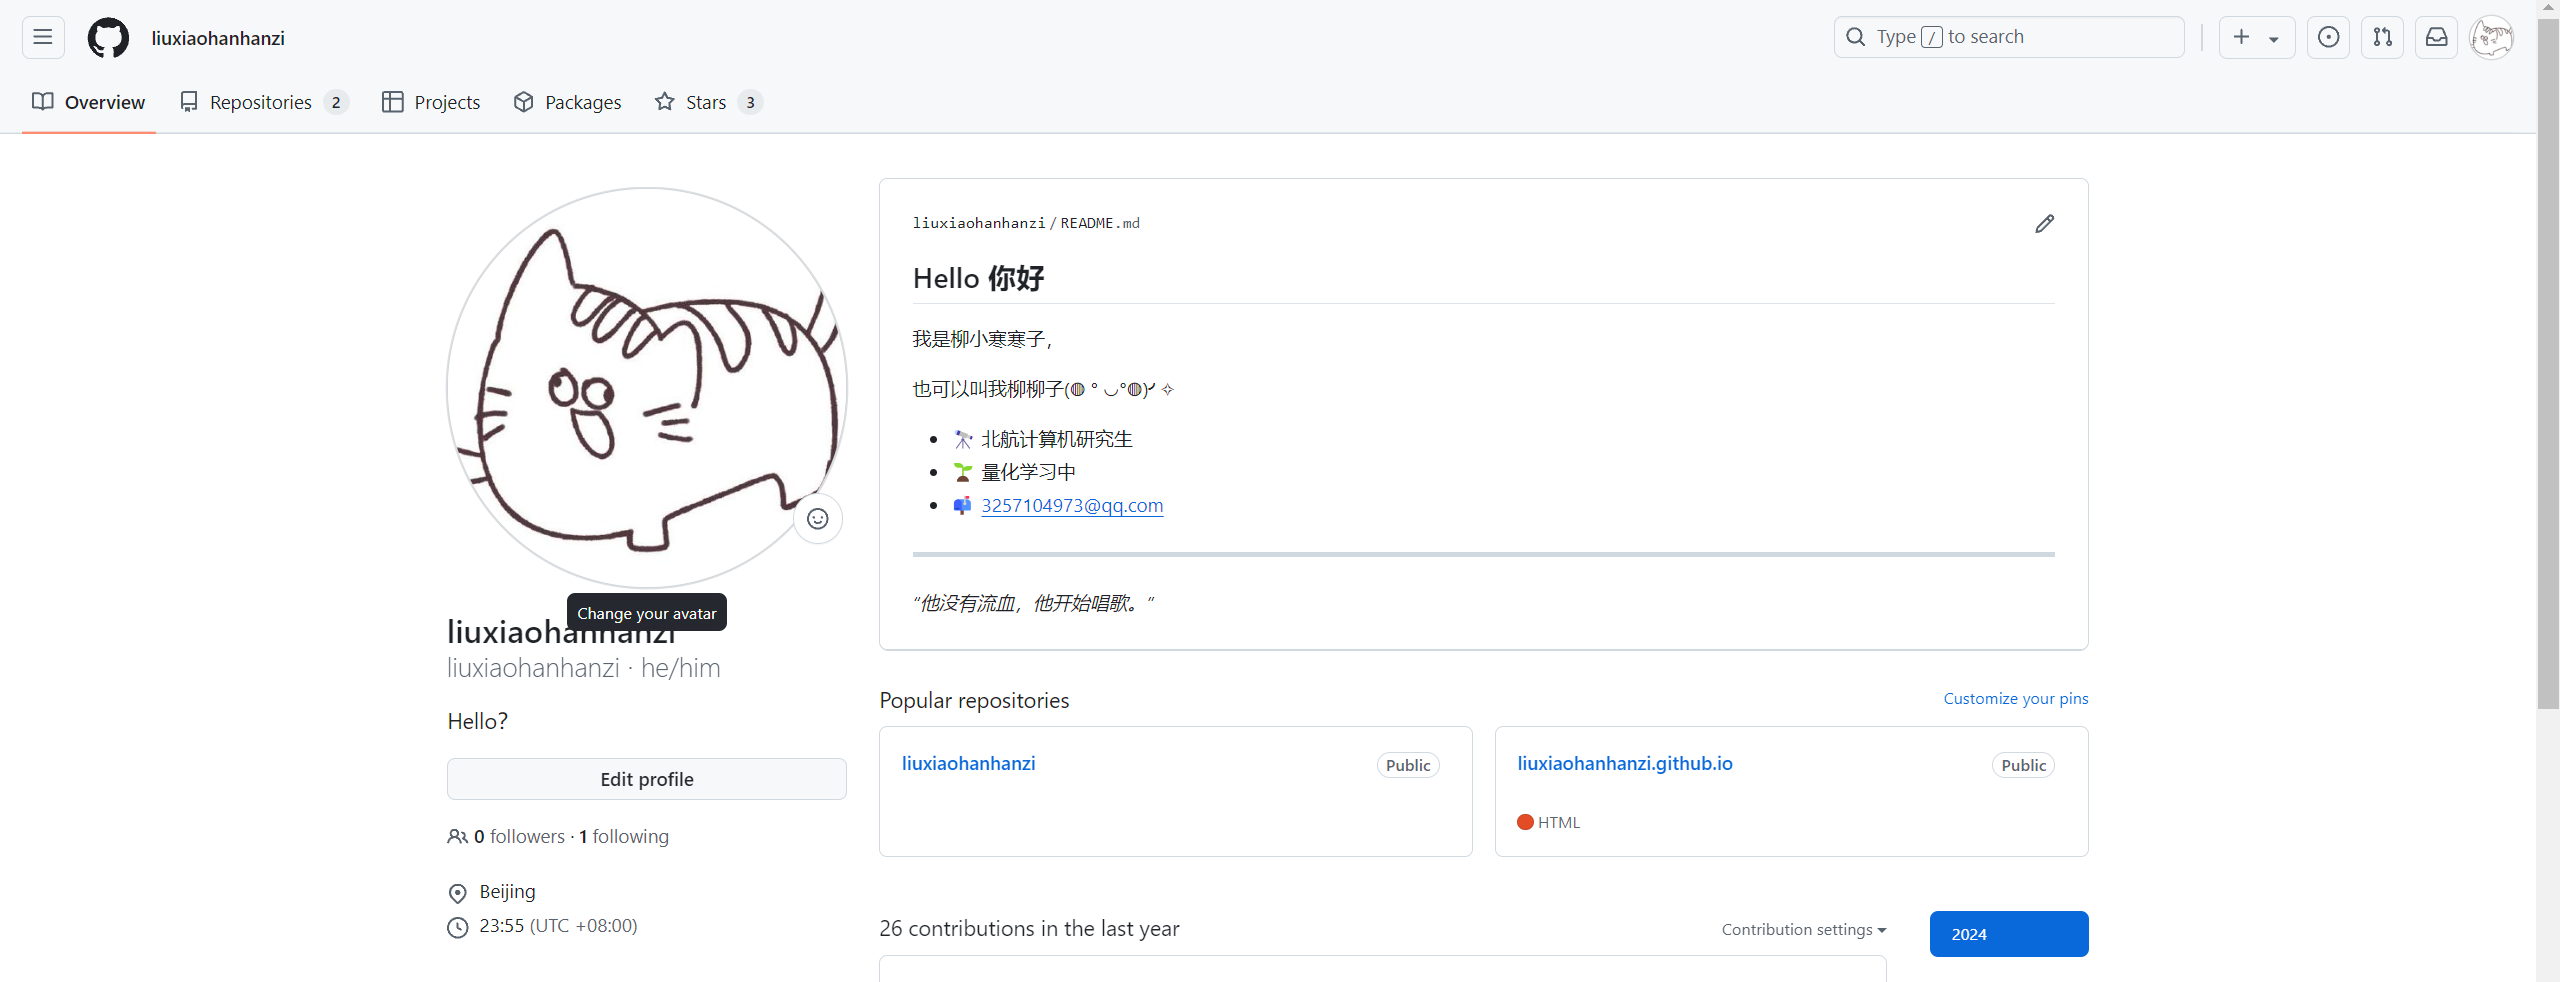 liuxiaohanhanzi
Type / to search
Overview
Repositories 2
Projects
Packages
Stars 3
Change your avatar
liuxiaohanhanzi
liuxiaohanhanzi · he/him
Hello?
Edit profile
0 followers · 1 following
Beijing
23:55 (UTC +08:00)
liuxiaohanhanzi / README.md
Hello 你好
我是柳小寒寒子，
也可以叫我柳柳子(◍ ° ◡°◍)╯ ✧
🔭 北航计算机研究生
🌱 量化学习中
📫 3257104973@qq.com
“他没有流血，他开始唱歌。”
Popular repositories
Customize your pins
liuxiaohanhanzi
Public
liuxiaohanhanzi.github.io
Public
HTML
26 contributions in the last year
Contribution settings
2024